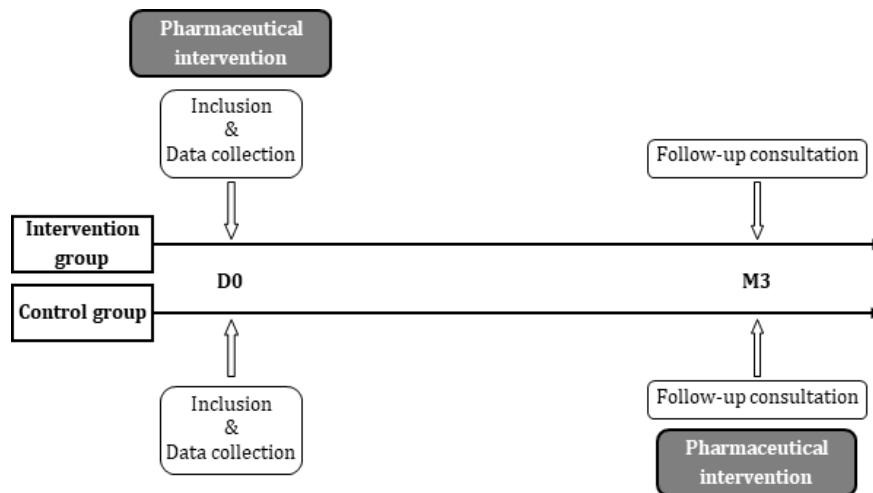 Pharmaceutical
intervention
Inclusion
&
Data collection
Follow-up consultation
Intervention
group
D0
M3
Control group
Inclusion
&
Data collection
Follow-up consultation
Pharmaceutical
intervention